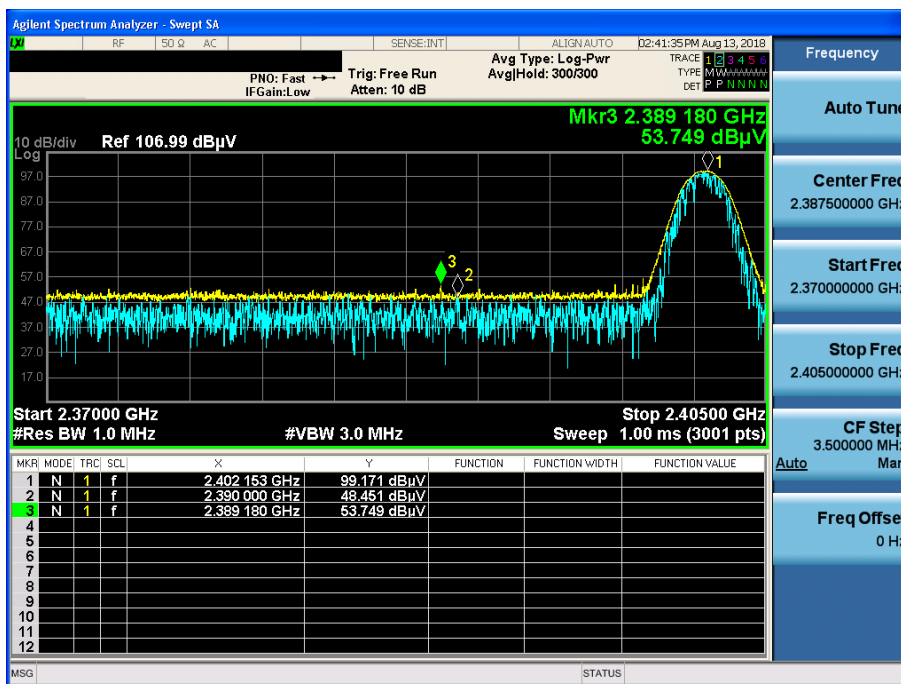 Agilent Spectrum Analyzer - Swept SA
LXI RF 50 Ω AC SENSE:INT ALIGN AUTO 02:41:35 PM Aug 13, 2018
PNO: Fast
IFGain:Low
Trig: Free Run
Atten: 10 dB
Avg Type: Log-Pwr
Avg|Hold: 300/300
TRACE 1 2 3 4 5 6
TYPE M
DET P P N N N N
Mkr3 2.389 180 GHz
53.749 dBµV
10 dB/div Ref 106.99 dBµV
Log
97.0
87.0
77.0
67.0
57.0
47.0
37.0
27.0
17.0
1
3
2
Start 2.37000 GHz Stop 2.40500 GHz
#Res BW 1.0 MHz #VBW 3.0 MHz Sweep 1.00 ms (3001 pts)
MKR MODE TRC SCL X Y FUNCTION FUNCTION WIDTH FUNCTION VALUE
1 N 1 f 2.402 153 GHz 99.171 dBµV
2 N 1 f 2.390 000 GHz 48.451 dBµV
3 N 1 f 2.389 180 GHz 53.749 dBµV
4
5
6
7
8
9
10
11
12
MSG STATUS
Frequency
Auto Tune
Center Freq
2.387500000 GHz
Start Freq
2.370000000 GHz
Stop Freq
2.405000000 GHz
CF Step
3.500000 MHz
Auto Man
Freq Offset
0 Hz